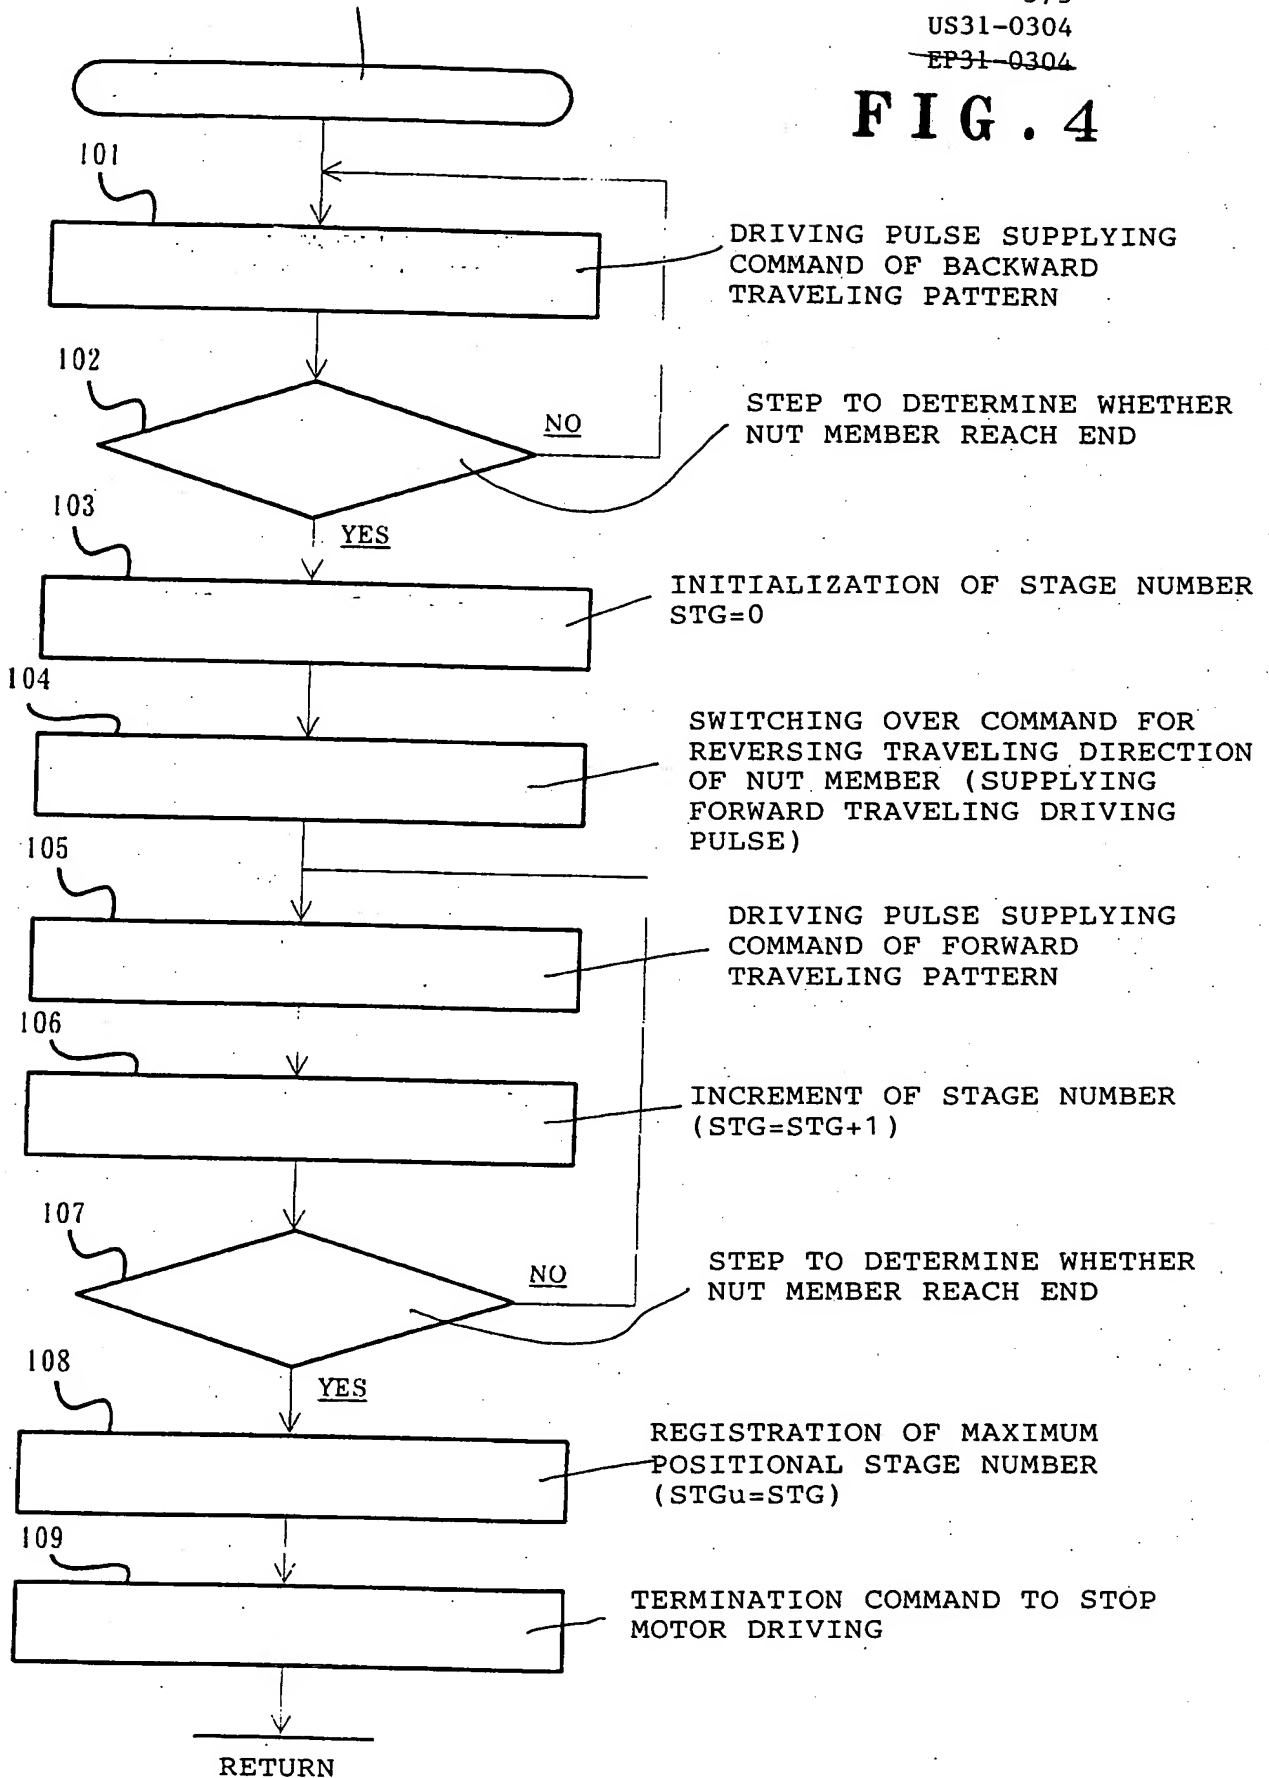 US31-0304
EP31-0304
FIG. 4
101
DRIVING PULSE SUPPLYING
COMMAND OF BACKWARD
TRAVELING PATTERN
102
NO
STEP TO DETERMINE WHETHER
NUT MEMBER REACH END
YES
103
INITIALIZATION OF STAGE NUMBER
STG=0
104
SWITCHING OVER COMMAND FOR
REVERSING TRAVELING DIRECTION
OF NUT MEMBER (SUPPLYING
FORWARD TRAVELING DRIVING
PULSE)
105
DRIVING PULSE SUPPLYING
COMMAND OF FORWARD
TRAVELING PATTERN
106
INCREMENT OF STAGE NUMBER
(STG=STG+1)
107
NO
STEP TO DETERMINE WHETHER
NUT MEMBER REACH END
YES
108
REGISTRATION OF MAXIMUM
POSITIONAL STAGE NUMBER
(STGu=STG)
109
TERMINATION COMMAND TO STOP
MOTOR DRIVING
RETURN